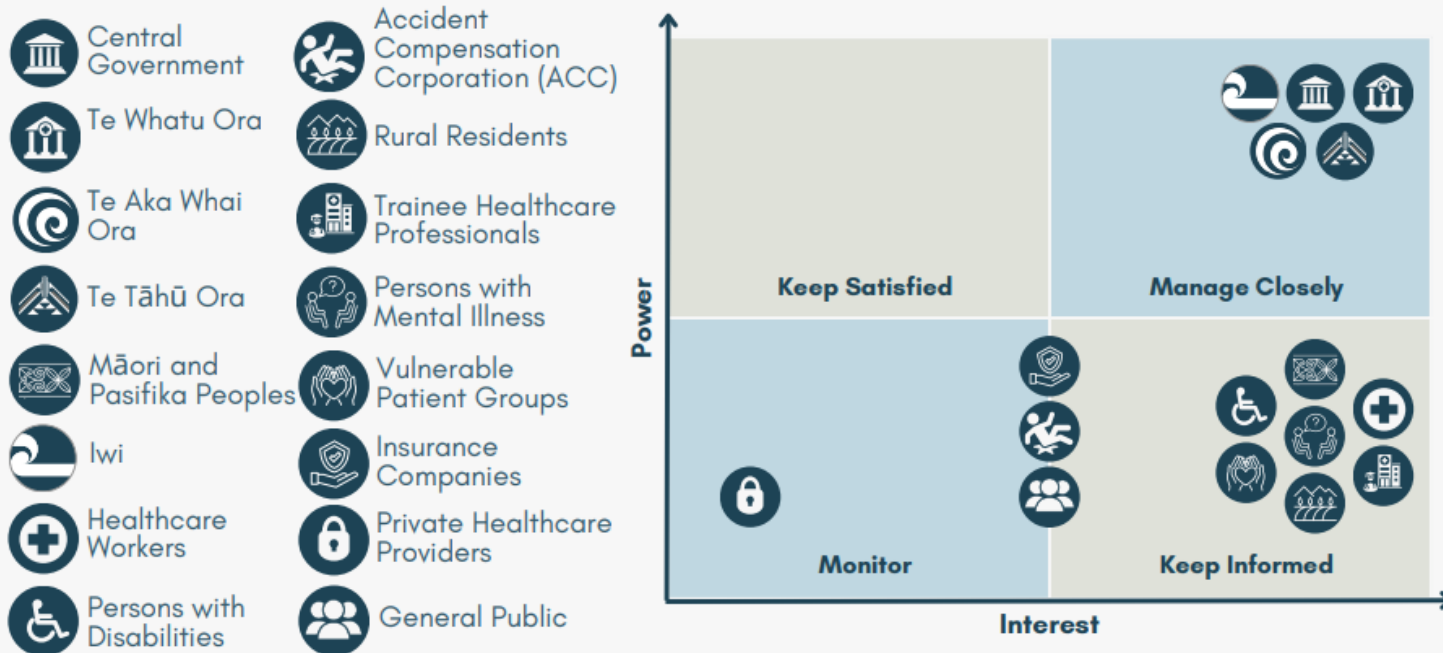 Central
Government
Te Whatu Ora
Te Aka Whai
Ora
Te Tāhū Ora
Māori and
Pasifika Peoples
Iwi
Healthcare
Workers
Persons with
Disabilities
Accident
Compensation
Corporation (ACC)
Rural Residents
Trainee Healthcare
Professionals
Persons with
Mental Illness
Vulnerable
Patient Groups
Insurance
Companies
Private Healthcare
Providers
General Public
Power
Keep Satisfied
Manage Closely
Monitor
Keep Informed
Interest